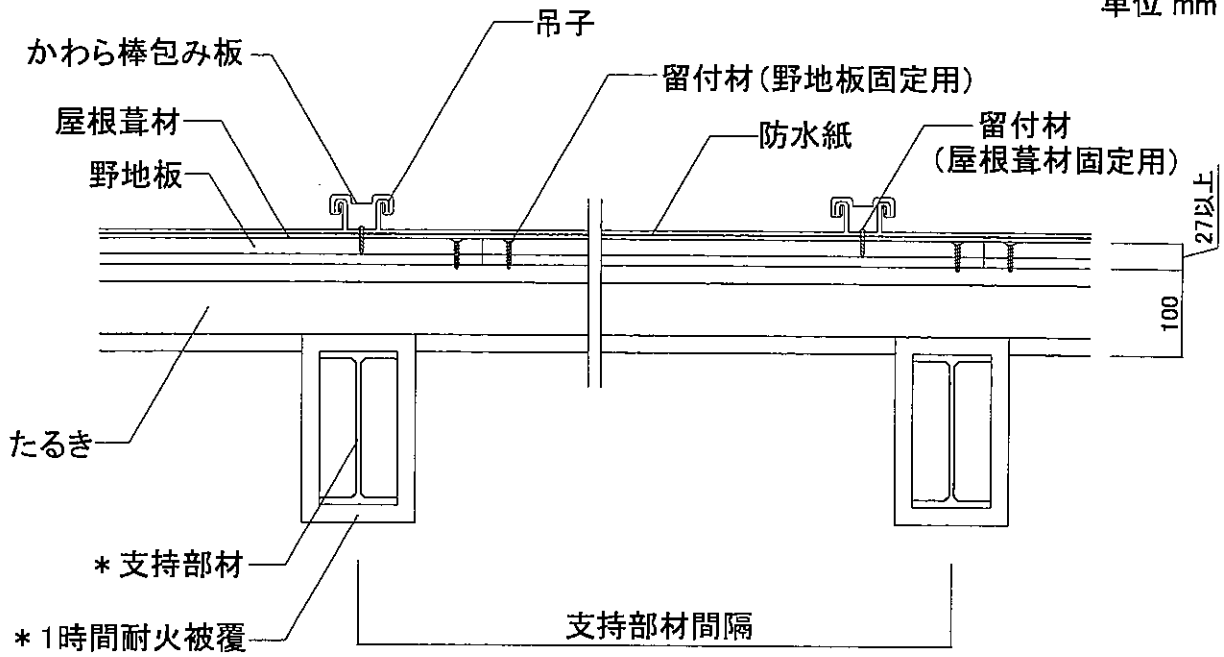 単位 mm
吊子
かわら棒包み板
留付材(野地板固定用)
屋根葺材
防水紙
留付材
(屋根葺材固定用)
野地板
27以上
100
たるき
*支持部材
*1時間耐火被覆
支持部材間隔